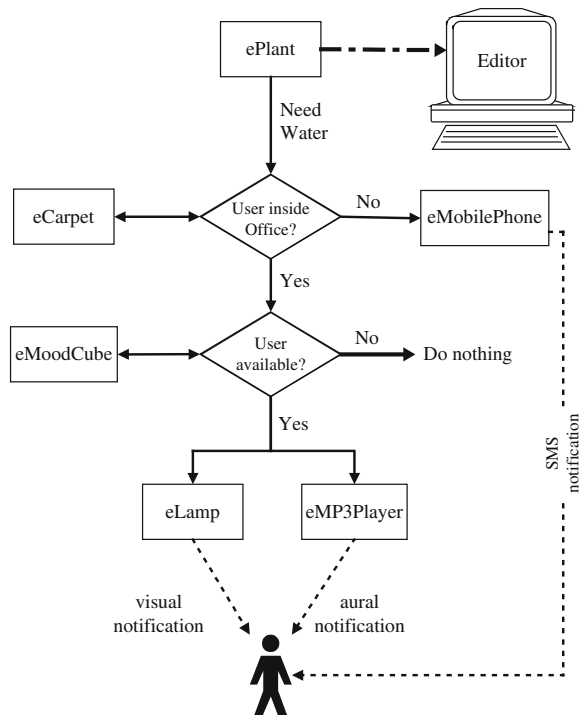 ePlant
Editor
Need
Water
eCarpet
User inside
Office?
No
eMobilePhone
Yes
eMoodCube
User
available?
No
Do nothing
Yes
SMS
notification
eLamp
eMP3Player
visual
notification
aural
notification